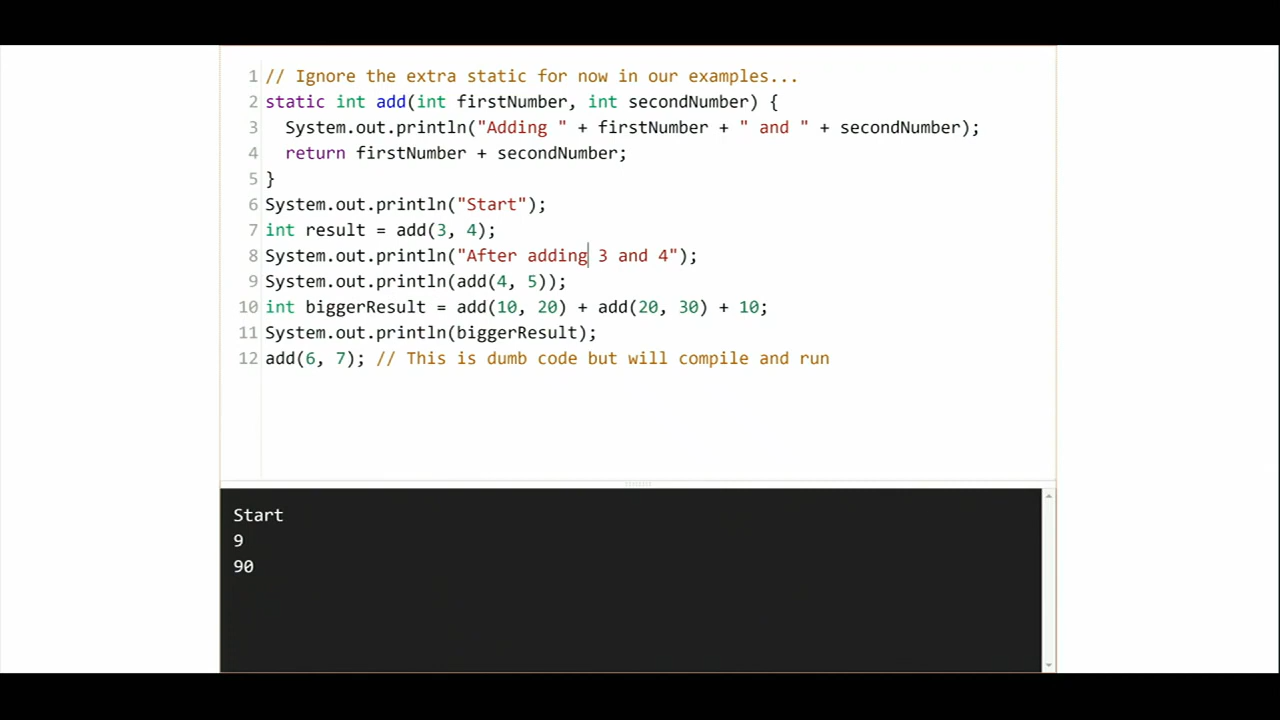 1 // Ignore the extra static for now in our examples...
2 static int add(int firstNumber, int secondNumber) {
3 System.out.println("Adding " + firstNumber + " and " + secondNumber);
4 return firstNumber + secondNumber;
5 }
6 System.out.println("Start");
7 int result = add(3, 4);
8 System.out.println("After adding 3 and 4");
9 System.out.println(add(4, 5));
10 int biggerResult = add(10, 20) + add(20, 30) + 10;
11 System.out.println(biggerResult);
12 add(6, 7); // This is dumb code but will compile and run
Start
9
90